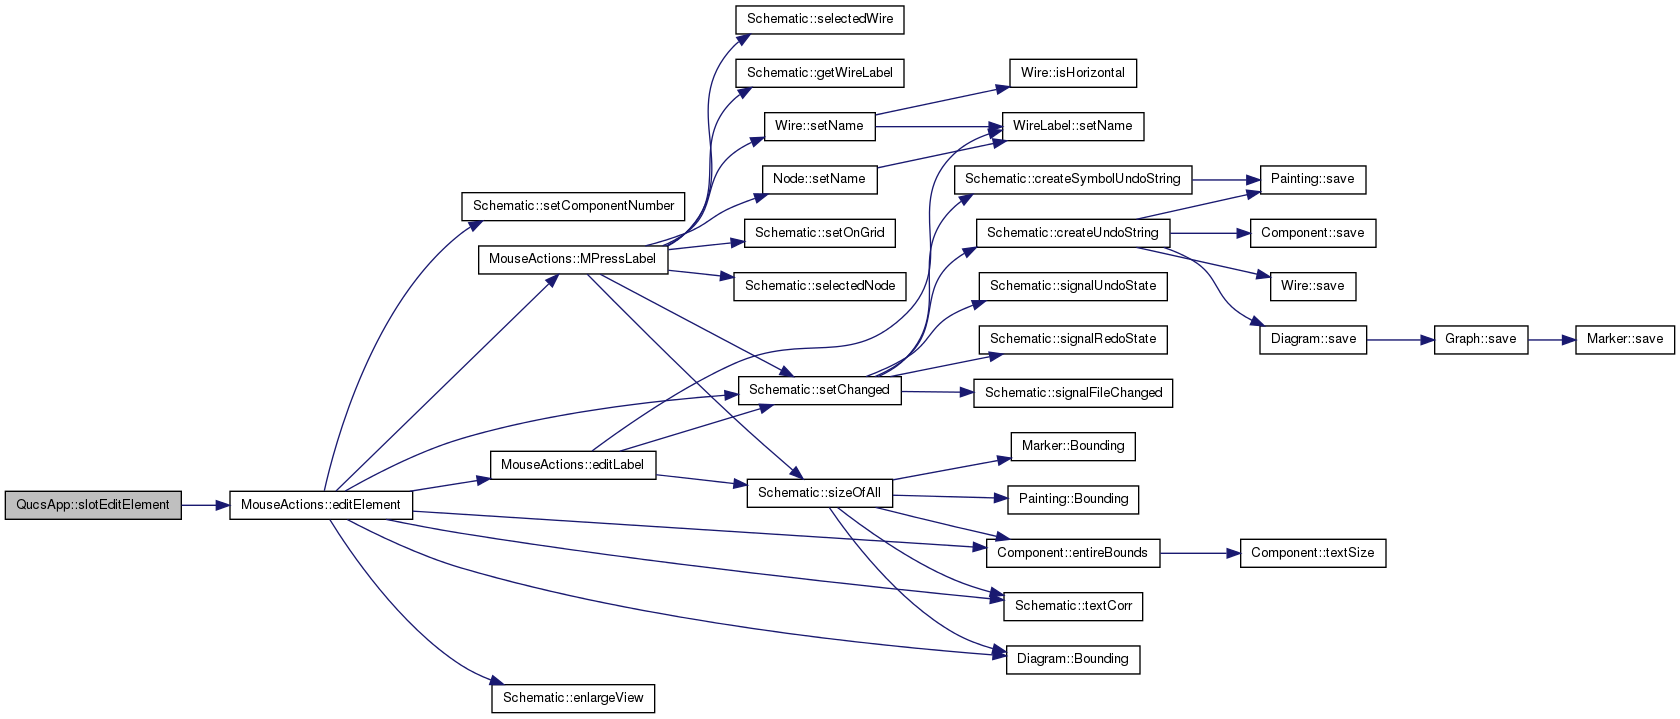 Schematic::selectedWire
Schematic::getWireLabel
Wire::isHorizontal
Wire::setName
WireLabel::setName
Node::setName
Schematic::createSymbolUndoString
Painting::save
Schematic::setComponentNumber
Schematic::setOnGrid
Schematic::createUndoString
Component::save
MouseActions::MPressLabel
Schematic::selectedNode
Schematic::signalUndoState
Wire::save
Schematic::signalRedoState
Diagram::save
Graph::save
Marker::save
Schematic::setChanged
Schematic::signalFileChanged
Marker::Bounding
MouseActions::editLabel
Schematic::sizeOfAll
Painting::Bounding
QucsApp::slotEditElement
MouseActions::editElement
Component::entireBounds
Component::textSize
Schematic::textCorr
Diagram::Bounding
Schematic::enlargeView